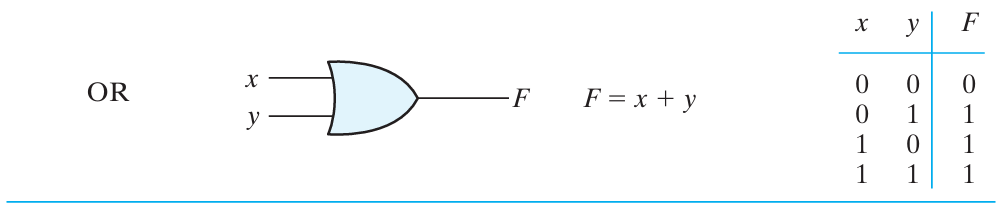 OR
x
y
F
F = x + y
x y F
0 0 0
0 1 1
1 0 1
1 1 1